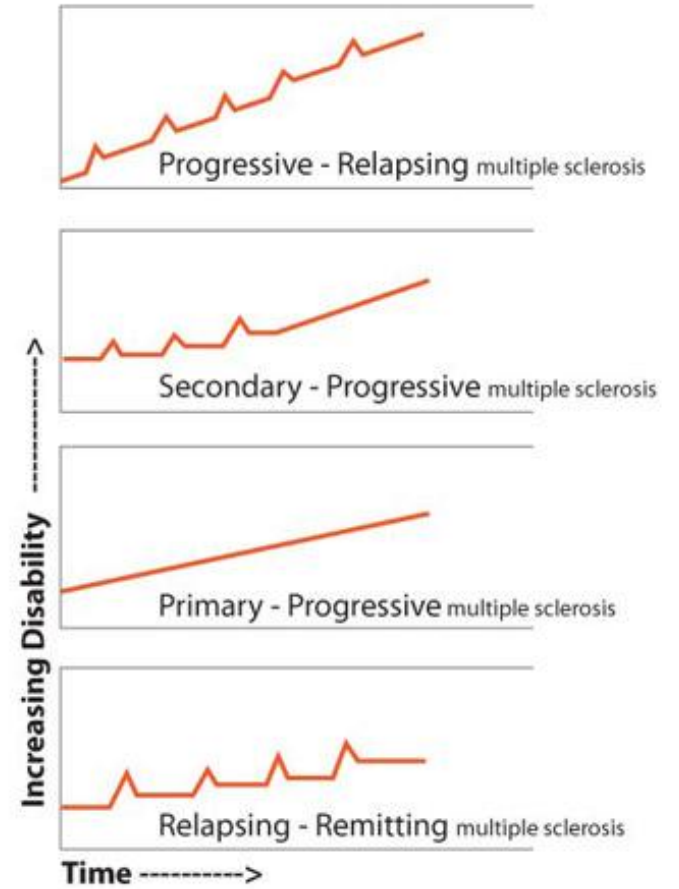 Progressive - Relapsing multiple sclerosis
Secondary - Progressive multiple sclerosis
Primary - Progressive multiple sclerosis
Relapsing - Remitting multiple sclerosis
Increasing Disability -------------->
Time ---------->